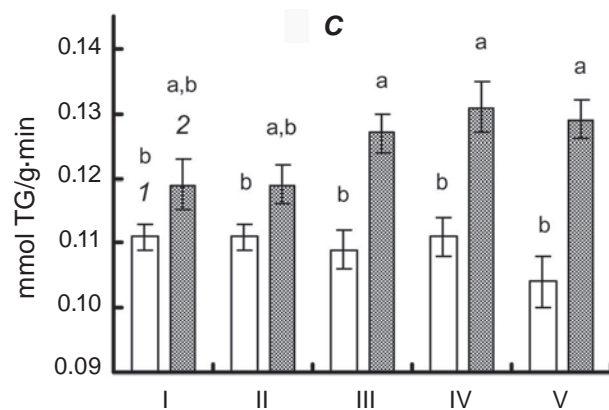 C
0.14
0.13
0.12
0.11
0.10
0.09
mmol TG/g·min
b
1
a,b
2
b
a,b
b
a
b
a
b
a
I
II
III
IV
V